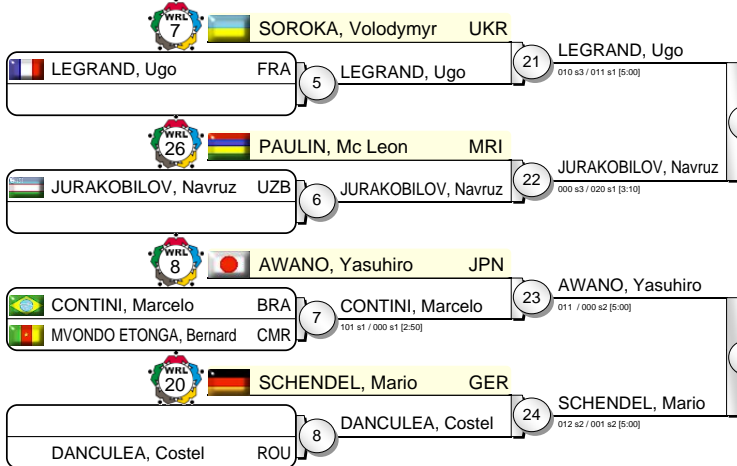 WRL
7
SOROKA, Volodymyr UKR
LEGRAND, Ugo FRA
5
LEGRAND, Ugo
21
LEGRAND, Ugo
010 s3 / 011 s1 [5:00]
WRL
26
PAULIN, Mc Leon MRI
JURAKOBILOV, Navruz UZB
6
JURAKOBILOV, Navruz
22
JURAKOBILOV, Navruz
000 s3 / 020 s1 [3:10]
WRL
8
AWANO, Yasuhiro JPN
CONTINI, Marcelo BRA
MVONDO ETONGA, Bernard CMR
7
CONTINI, Marcelo
101 s1 / 000 s1 [2:50]
23
AWANO, Yasuhiro
011 / 000 s2 [5:00]
WRL
20
SCHENDEL, Mario GER
DANCULEA, Costel ROU
8
DANCULEA, Costel
24
SCHENDEL, Mario
012 s2 / 001 s2 [5:00]